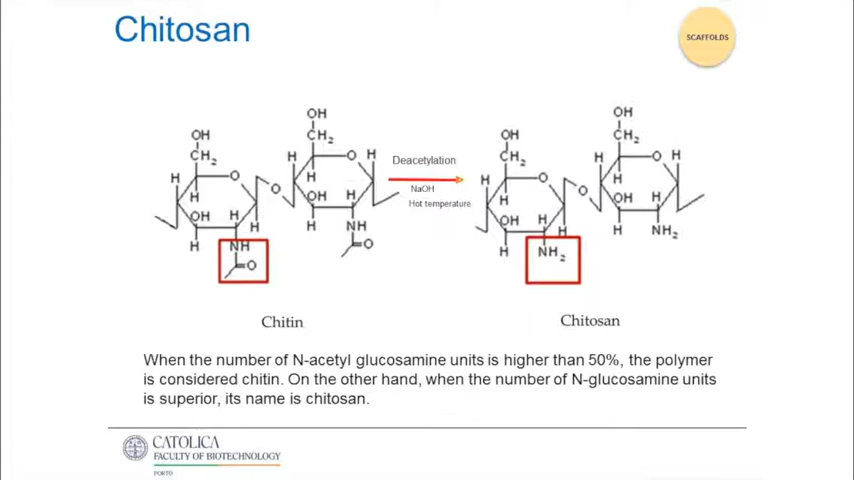 Chitosan
SCAFFOLDS
OH
CH2
O
H
H
OH
H
H
H
NH
O
O
OH
CH2
H
O
H
H
OH
H
H
NH
O
Deacetylation
NaOH
Hot temperature
OH
CH2
O
H
H
OH
H
H
H
NH2
O
OH
CH2
H
O
H
H
OH
H
H
NH2
Chitin
Chitosan
When the number of N-acetyl glucosamine units is higher than 50%, the polymer
is considered chitin. On the other hand, when the number of N-glucosamine units
is superior, its name is chitosan.
CATOLICA
FACULTY OF BIOTECHNOLOGY
PORTO